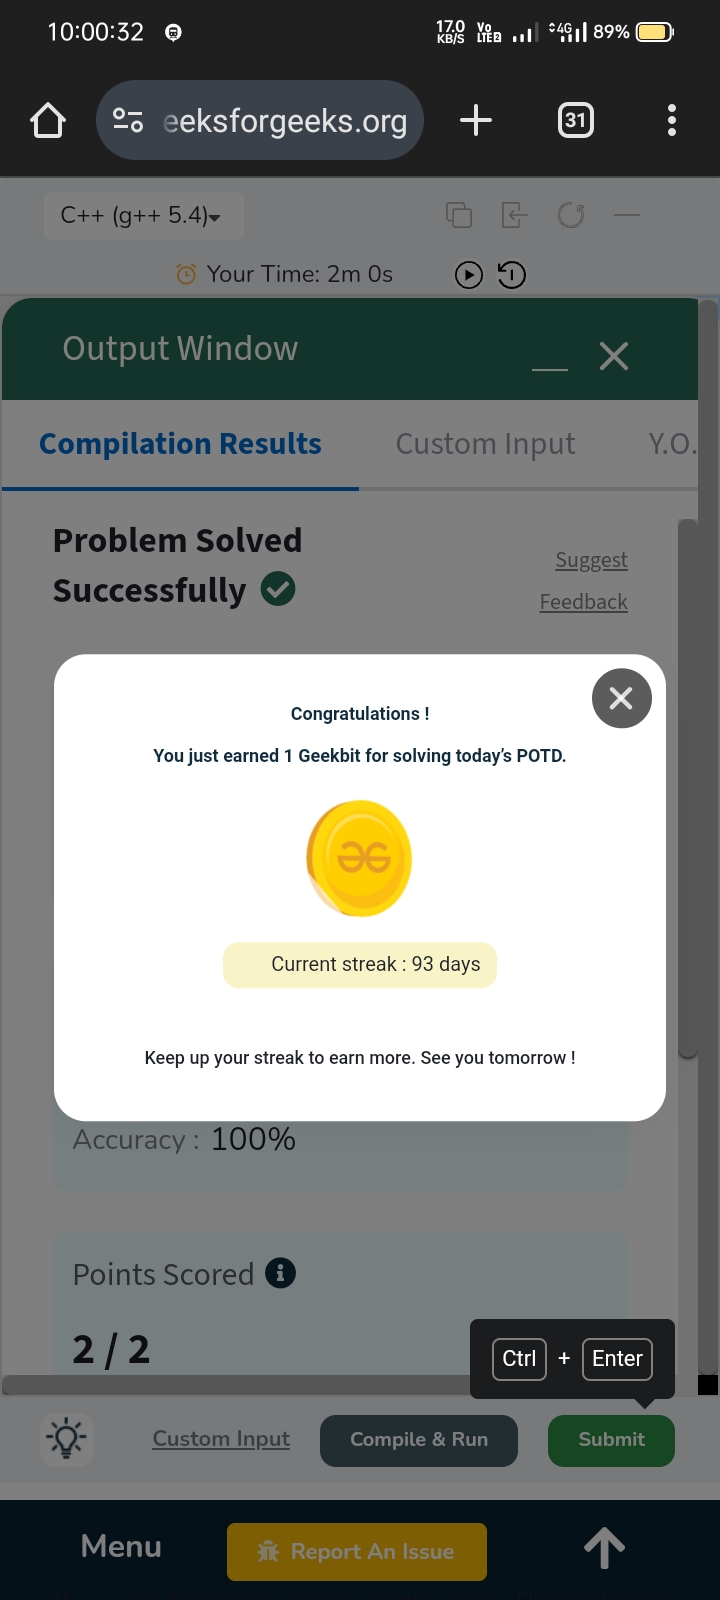 10:00:32
17.0 KB/S Vo LTE 2 4G 89%
eeksforgeeks.org
31
C++ (g++ 5.4)
Your Time: 2m 0s
Output Window
Compilation Results Custom Input Y.O.
Problem Solved
Successfully
Suggest
Feedback
Congratulations !
You just earned 1 Geekbit for solving today’s POTD.
Current streak : 93 days
Keep up your streak to earn more. See you tomorrow !
Accuracy : 100%
Points Scored
2 / 2
Ctrl + Enter
Custom Input Compile & Run Submit
Menu Report An Issue